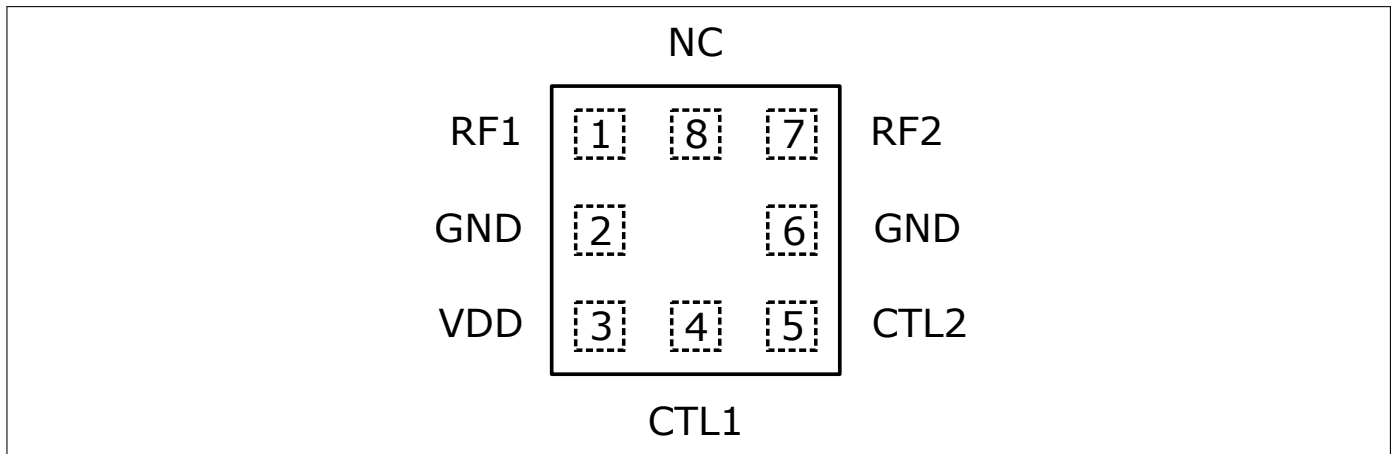 NC
RF1 1 8 7 RF2
GND 2 6 GND
VDD 3 4 5 CTL2
CTL1